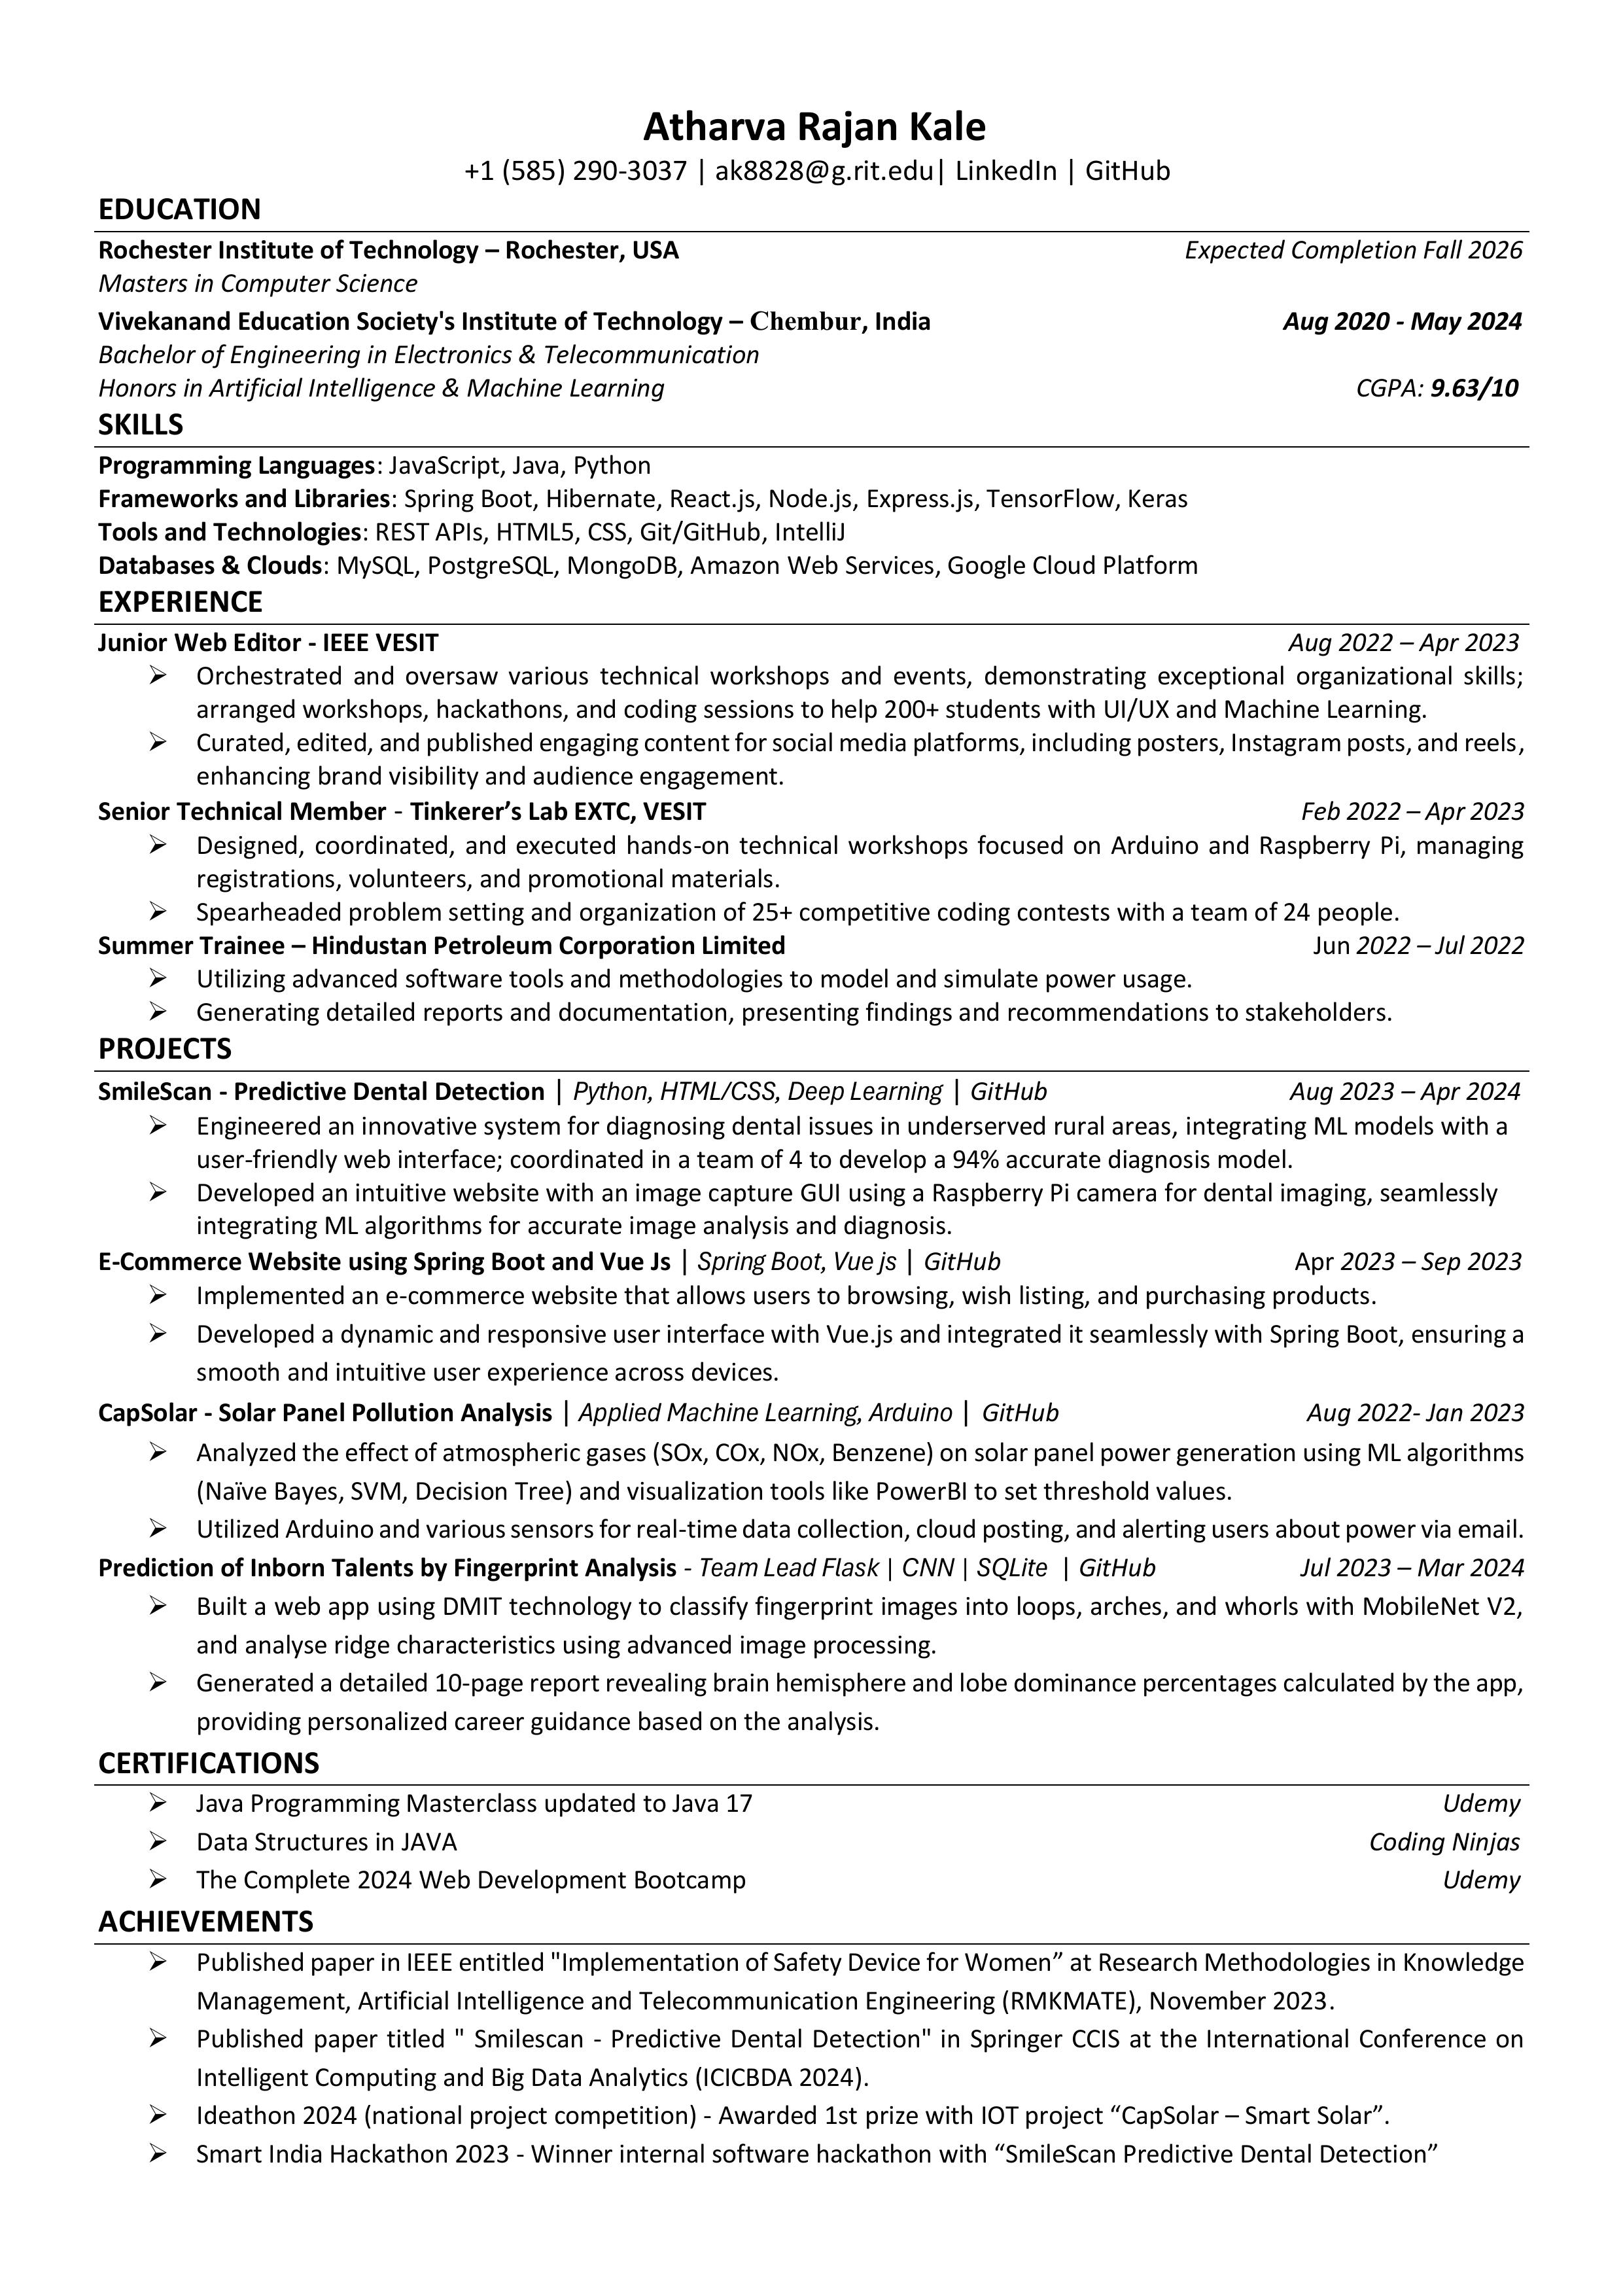 Atharva Rajan Kale
+1 (585) 290-3037 | ak8828@g.rit.edu| LinkedIn | GitHub
EDUCATION
Rochester Institute of Technology – Rochester, USA Expected Completion Fall 2026
Masters in Computer Science
Vivekanand Education Society's Institute of Technology – Chembur, India Aug 2020 - May 2024
Bachelor of Engineering in Electronics & Telecommunication
Honors in Artificial Intelligence & Machine Learning CGPA: 9.63/10
SKILLS
Programming Languages: JavaScript, Java, Python
Frameworks and Libraries: Spring Boot, Hibernate, React.js, Node.js, Express.js, TensorFlow, Keras
Tools and Technologies: REST APIs, HTML5, CSS, Git/GitHub, IntelliJ
Databases & Clouds: MySQL, PostgreSQL, MongoDB, Amazon Web Services, Google Cloud Platform
EXPERIENCE
Junior Web Editor - IEEE VESIT Aug 2022 – Apr 2023
➢ Orchestrated and oversaw various technical workshops and events, demonstrating exceptional organizational skills;
arranged workshops, hackathons, and coding sessions to help 200+ students with UI/UX and Machine Learning.
➢ Curated, edited, and published engaging content for social media platforms, including posters, Instagram posts, and reels,
enhancing brand visibility and audience engagement.
Senior Technical Member - Tinkerer’s Lab EXTC, VESIT Feb 2022 – Apr 2023
➢ Designed, coordinated, and executed hands-on technical workshops focused on Arduino and Raspberry Pi, managing
registrations, volunteers, and promotional materials.
➢ Spearheaded problem setting and organization of 25+ competitive coding contests with a team of 24 people.
Summer Trainee – Hindustan Petroleum Corporation Limited Jun 2022 – Jul 2022
➢ Utilizing advanced software tools and methodologies to model and simulate power usage.
➢ Generating detailed reports and documentation, presenting findings and recommendations to stakeholders.
PROJECTS
SmileScan - Predictive Dental Detection | Python, HTML/CSS, Deep Learning | GitHub Aug 2023 – Apr 2024
➢ Engineered an innovative system for diagnosing dental issues in underserved rural areas, integrating ML models with a
user-friendly web interface; coordinated in a team of 4 to develop a 94% accurate diagnosis model.
➢ Developed an intuitive website with an image capture GUI using a Raspberry Pi camera for dental imaging, seamlessly
integrating ML algorithms for accurate image analysis and diagnosis.
E-Commerce Website using Spring Boot and Vue Js | Spring Boot, Vue js | GitHub Apr 2023 – Sep 2023
➢ Implemented an e-commerce website that allows users to browsing, wish listing, and purchasing products.
➢ Developed a dynamic and responsive user interface with Vue.js and integrated it seamlessly with Spring Boot, ensuring a
smooth and intuitive user experience across devices.
CapSolar - Solar Panel Pollution Analysis | Applied Machine Learning, Arduino | GitHub Aug 2022- Jan 2023
➢ Analyzed the effect of atmospheric gases (SOx, COx, NOx, Benzene) on solar panel power generation using ML algorithms
(Naïve Bayes, SVM, Decision Tree) and visualization tools like PowerBI to set threshold values.
➢ Utilized Arduino and various sensors for real-time data collection, cloud posting, and alerting users about power via email.
Prediction of Inborn Talents by Fingerprint Analysis - Team Lead Flask | CNN | SQLite | GitHub Jul 2023 – Mar 2024
➢ Built a web app using DMIT technology to classify fingerprint images into loops, arches, and whorls with MobileNet V2,
and analyse ridge characteristics using advanced image processing.
➢ Generated a detailed 10-page report revealing brain hemisphere and lobe dominance percentages calculated by the app,
providing personalized career guidance based on the analysis.
CERTIFICATIONS
➢ Java Programming Masterclass updated to Java 17 Udemy
➢ Data Structures in JAVA Coding Ninjas
➢ The Complete 2024 Web Development Bootcamp Udemy
ACHIEVEMENTS
➢ Published paper in IEEE entitled "Implementation of Safety Device for Women” at Research Methodologies in Knowledge
Management, Artificial Intelligence and Telecommunication Engineering (RMKMATE), November 2023.
➢ Published paper titled " Smilescan - Predictive Dental Detection" in Springer CCIS at the International Conference on
Intelligent Computing and Big Data Analytics (ICICBDA 2024).
➢ Ideathon 2024 (national project competition) - Awarded 1st prize with IOT project “CapSolar – Smart Solar”.
➢ Smart India Hackathon 2023 - Winner internal software hackathon with “SmileScan Predictive Dental Detection”